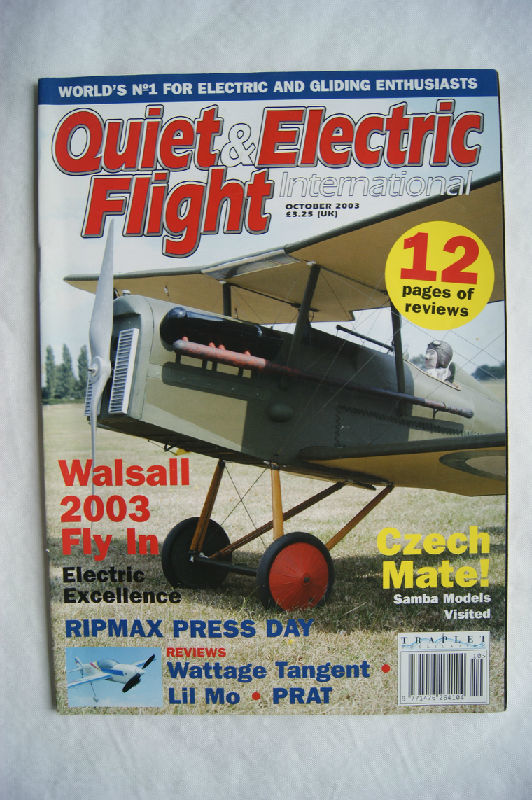 WORLD'S Nº1 FOR ELECTRIC AND GLIDING ENTHUSIASTS
Quiet & Electric
Flight International
OCTOBER 2003
£3.25 (UK)
12
pages of
reviews
Walsall
2003
Fly In
Electric
Excellence
Czech
Mate!
Samba Models
Visited
RIPMAX PRESS DAY
REVIEWS
Wattage Tangent •
Lil Mo • PRAT
TRAPLET